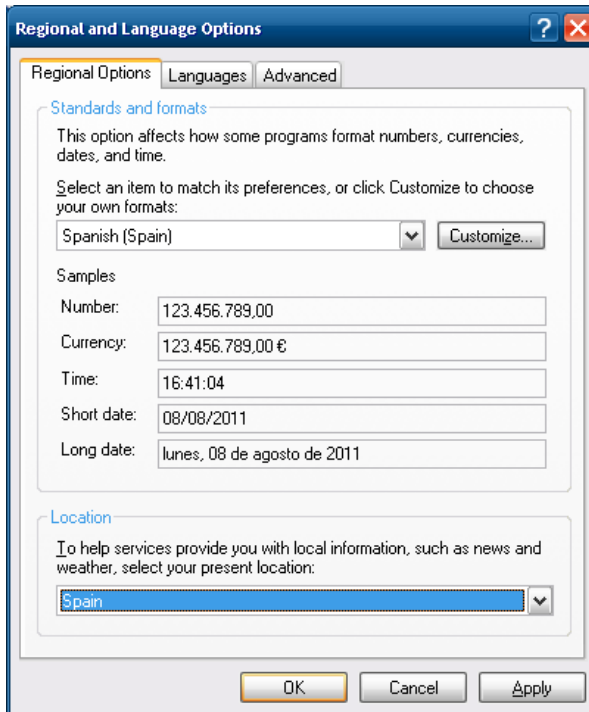 Regional and Language Options
Regional Options Languages Advanced
Standards and formats
This option affects how some programs format numbers, currencies,
dates, and time.
Select an item to match its preferences, or click Customize to choose
your own formats:
Spanish (Spain) Customize...
Samples
Number: 123.456.789,00
Currency: 123.456.789,00 €
Time: 16:41:04
Short date: 08/08/2011
Long date: lunes, 08 de agosto de 2011
Location
To help services provide you with local information, such as news and
weather, select your present location:
Spain
OK Cancel Apply